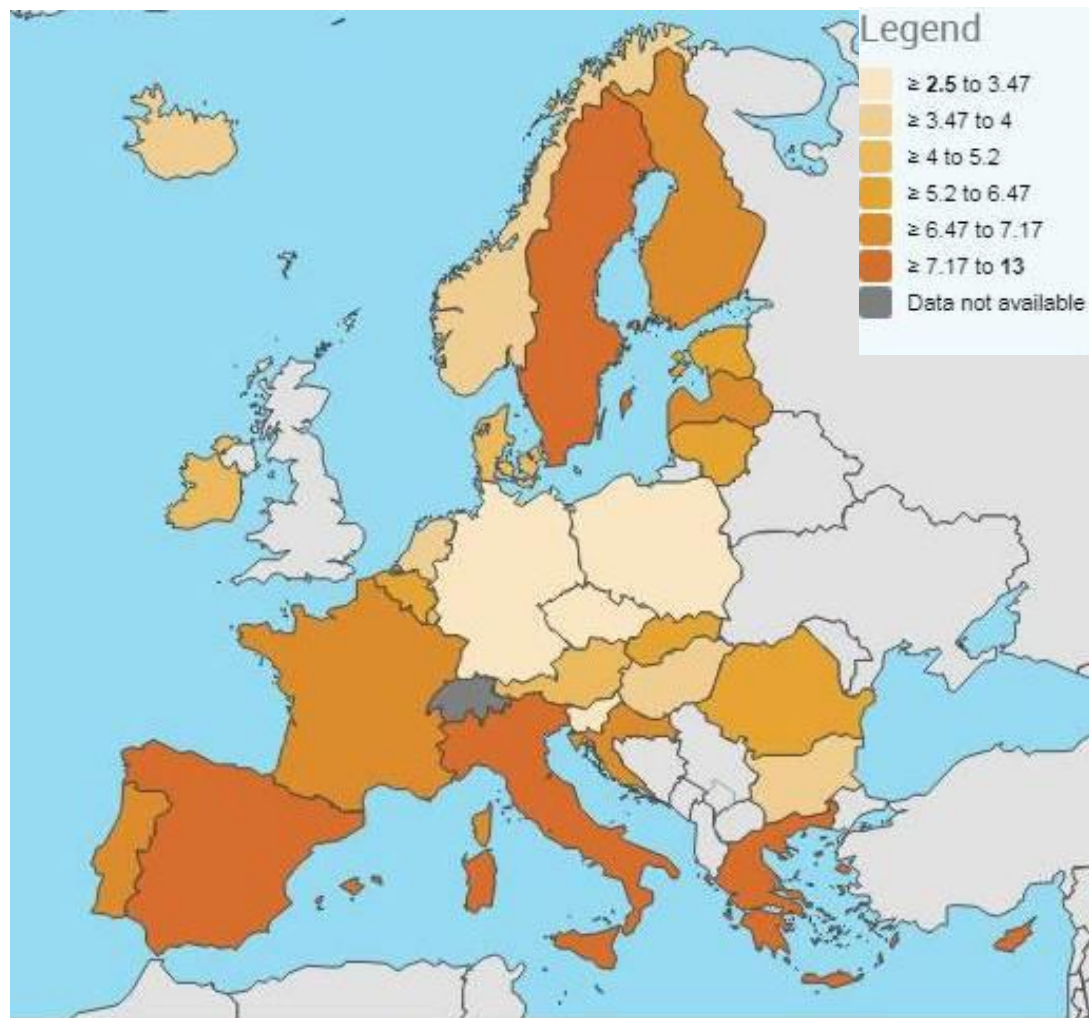 Legend
≥ 2.5 to 3.47
≥ 3.47 to 4
≥ 4 to 5.2
≥ 5.2 to 6.47
≥ 6.47 to 7.17
≥ 7.17 to 13
Data not available